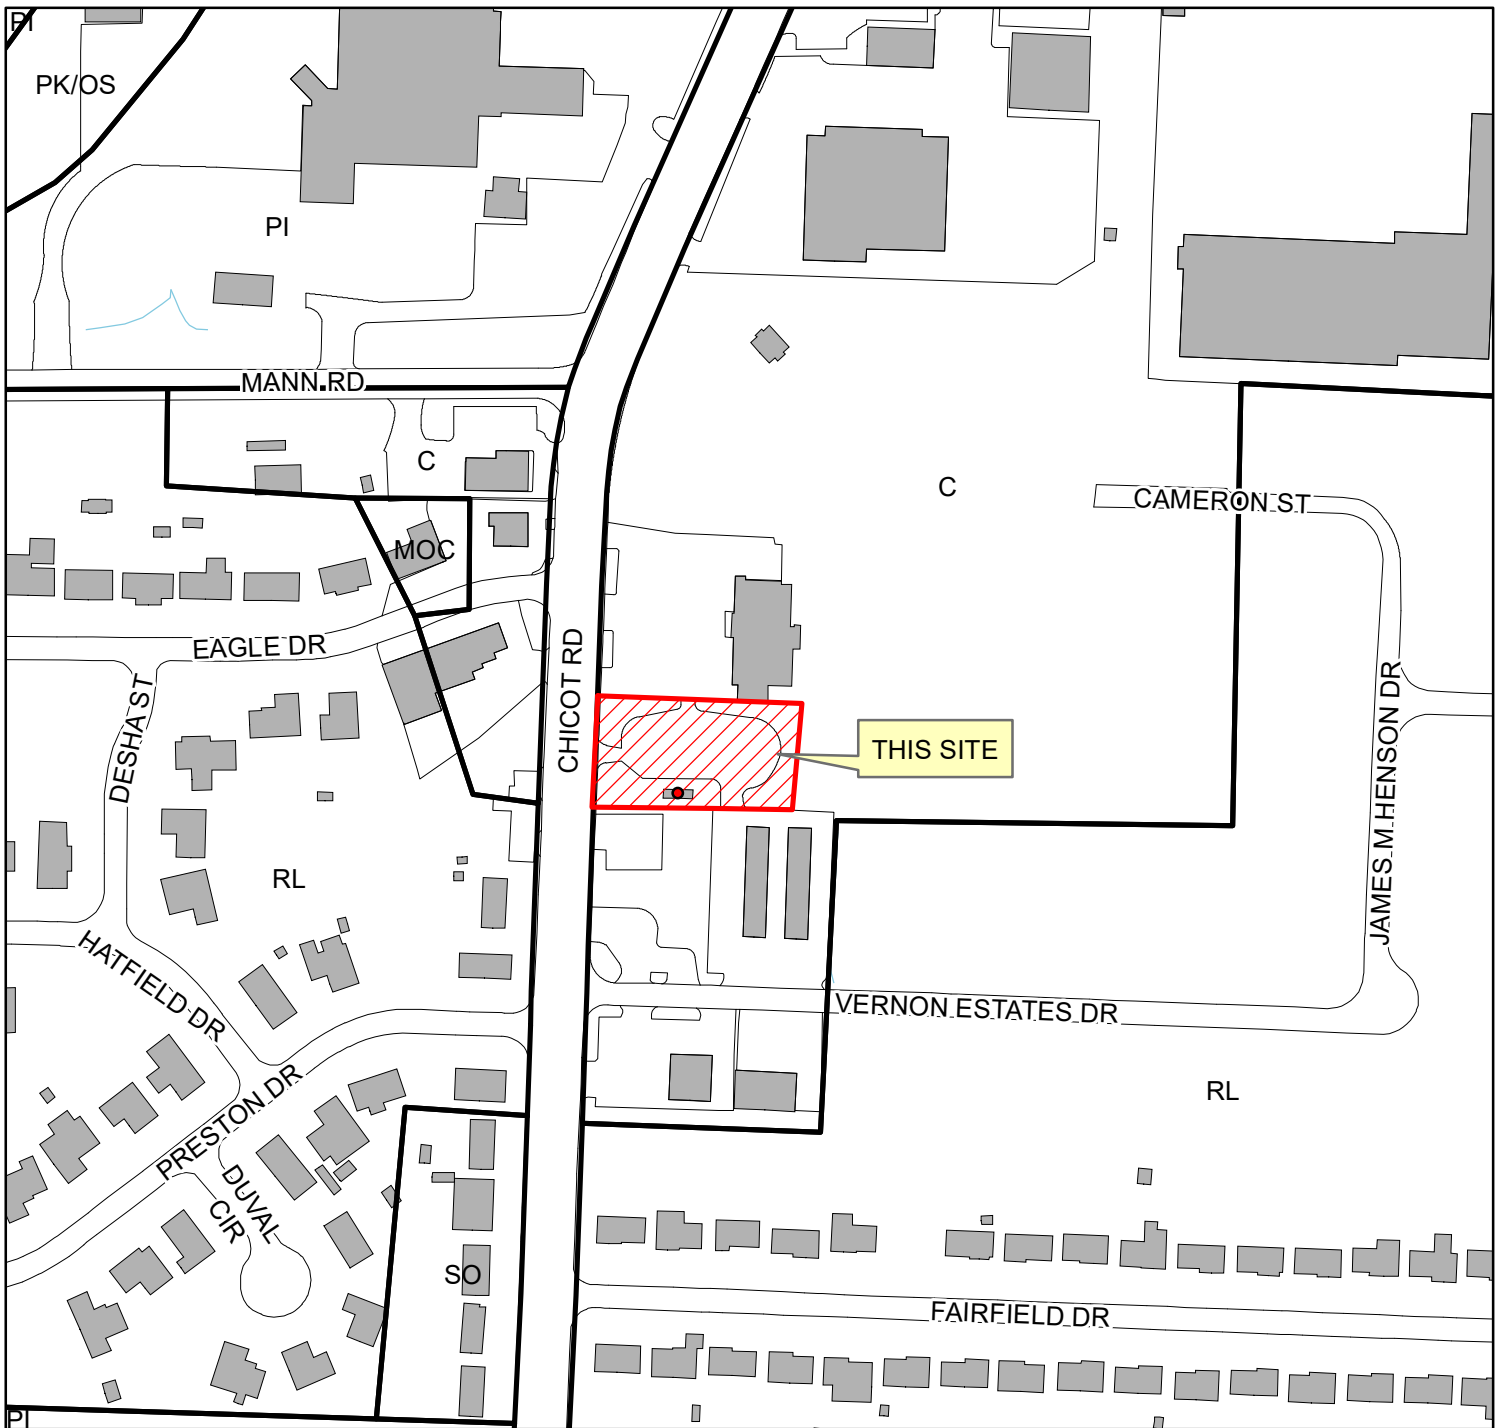 PI
PK/OS
PI
MANN RD
C
C
CAMERON ST
MOC
EAGLE DR
CHICOT RD
DESHA ST
JAMES M HENSON DR
THIS SITE
RL
HATFIELD DR
VERNON ESTATES DR
RL
PRESTON DR
DUVAL
CIR
SO
FAIRFIELD DR
PI